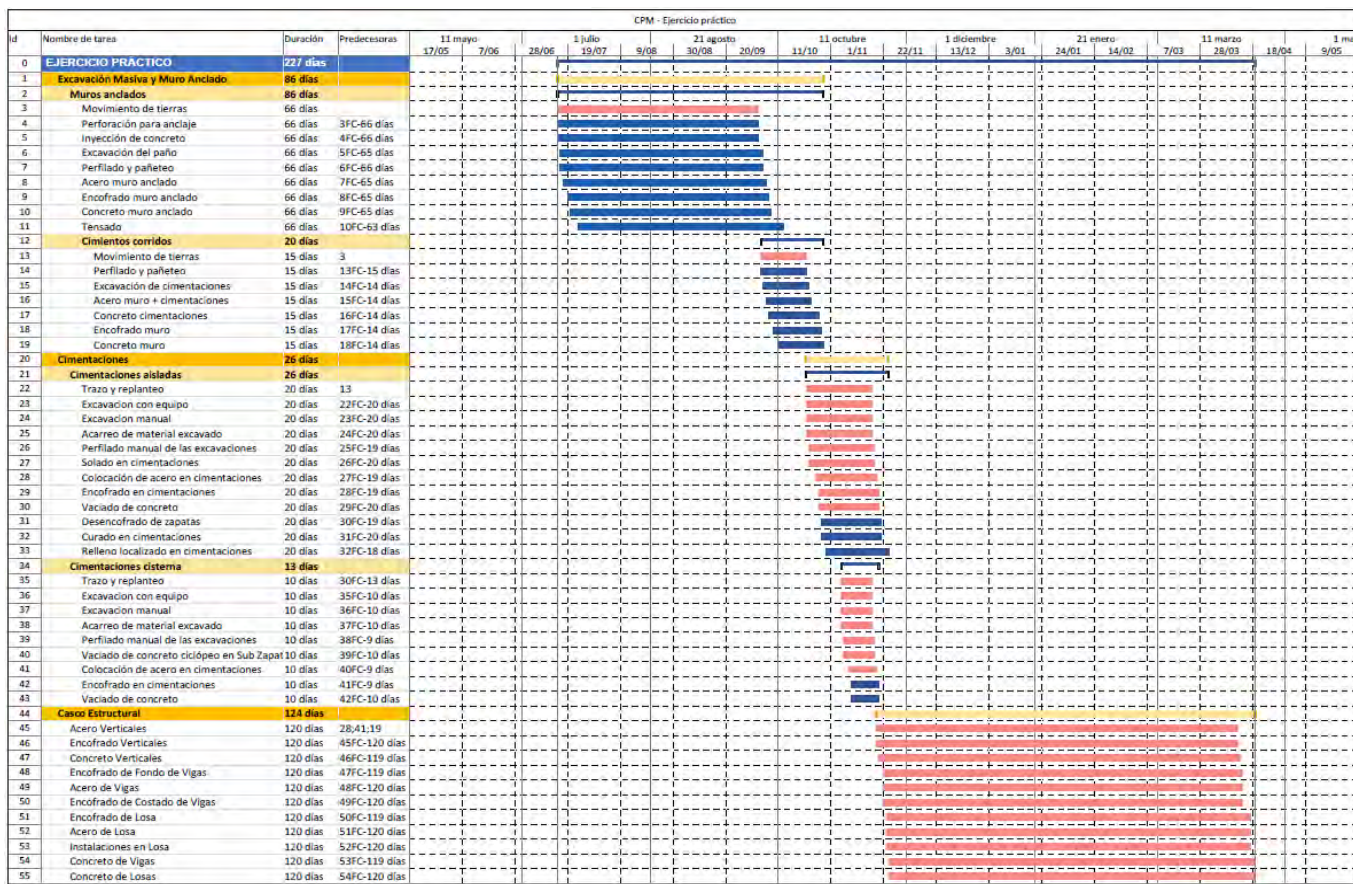 CPM - Ejercicio práctico
Id Nombre de tarea Duración Predecesoras 11 mayo 1 julio 21 agosto 11 octubre 1 diciembre 21 enero 11 marzo 1 ma
17/05 7/06 28/06 19/07 9/08 30/08 20/09 11/10 1/11 22/11 13/12 3/01 24/01 14/02 7/03 28/03 18/04 9/05
0 EJERCICIO PRÁCTICO 227 días
1 Excavación Masiva y Muro Anclado 86 días
2 Muros anclados 86 días
3 Movimiento de tierras 66 días
4 Perforación para anclaje 66 días 3FC-66 días
5 Inyección de concreto 66 días 4FC-66 días
6 Excavación del paño 66 días 5FC-65 días
7 Perfilado y pañeteo 66 días 6FC-66 días
8 Acero muro anclado 66 días 7FC-65 días
9 Encofrado muro anclado 66 días 8FC-65 días
10 Concreto muro anclado 66 días 9FC-65 días
11 Tensado 66 días 10FC-63 días
12 Cimientos corridos 20 días
13 Movimiento de tierras 15 días 3
14 Perfilado y pañeteo 15 días 13FC-15 días
15 Excavación de cimentaciones 15 días 14FC-14 días
16 Acero muro + cimentaciones 15 días 15FC-14 días
17 Concreto cimentaciones 15 días 16FC-14 días
18 Encofrado muro 15 días 17FC-14 días
19 Concreto muro 15 días 18FC-14 días
20 Cimentaciones 26 días
21 Cimentaciones aisladas 26 días
22 Trazo y replanteo 20 días 13
23 Excavacion con equipo 20 días 22FC-20 días
24 Excavacion manual 20 días 23FC-20 días
25 Acarreo de material excavado 20 días 24FC-20 días
26 Perfilado manual de las excavaciones 20 días 25FC-19 días
27 Solado en cimentaciones 20 días 26FC-20 días
28 Colocación de acero en cimentaciones 20 días 27FC-19 días
29 Encofrado en cimentaciones 20 días 28FC-19 días
30 Vaciado de concreto 20 días 29FC-20 días
31 Desencofrado de zapatas 20 días 30FC-19 días
32 Curado en cimentaciones 20 días 31FC-20 días
33 Relleno localizado en cimentaciones 20 días 32FC-18 días
34 Cimentaciones cisterna 13 días
35 Trazo y replanteo 10 días 30FC-13 días
36 Excavacion con equipo 10 días 35FC-10 días
37 Excavacion manual 10 días 36FC-10 días
38 Acarreo de material excavado 10 días 37FC-10 días
39 Perfilado manual de las excavaciones 10 días 38FC-9 días
40 Vaciado de concreto ciclópeo en Sub Zapat 10 días 39FC-10 días
41 Colocación de acero en cimentaciones 10 días 40FC-9 días
42 Encofrado en cimentaciones 10 días 41FC-9 días
43 Vaciado de concreto 10 días 42FC-10 días
44 Casco Estructural 124 días
45 Acero Verticales 120 días 28;41;19
46 Encofrado Verticales 120 días 45FC-120 días
47 Concreto Verticales 120 días 46FC-119 días
48 Encofrado de Fondo de Vigas 120 días 47FC-119 días
49 Acero de Vigas 120 días 48FC-120 días
50 Encofrado de Costado de Vigas 120 días 49FC-120 días
51 Encofrado de Losa 120 días 50FC-119 días
52 Acero de Losa 120 días 51FC-120 días
53 Instalaciones en Losa 120 días 52FC-120 días
54 Concreto de Vigas 120 días 53FC-119 días
55 Concreto de Losas 120 días 54FC-120 días